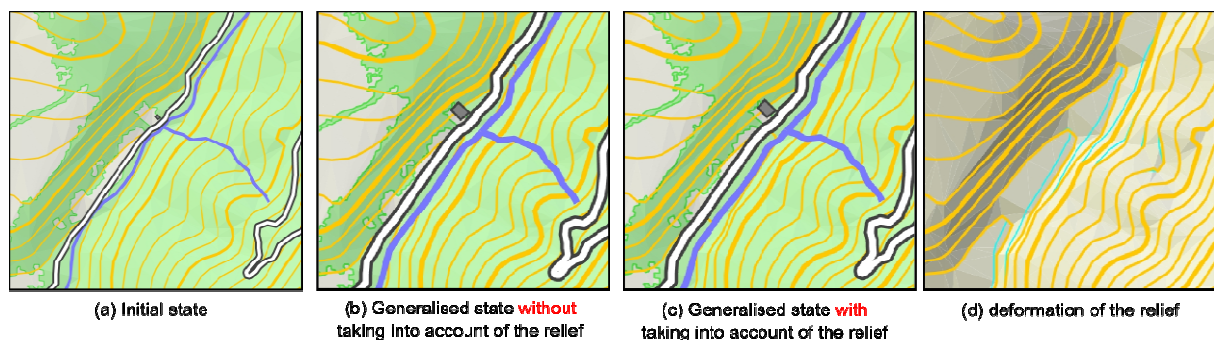 (a) Initial state
(b) Generalised state without
taking into account of the relief
(c) Generalised state with
taking into account of the relief
(d) deformation of the relief